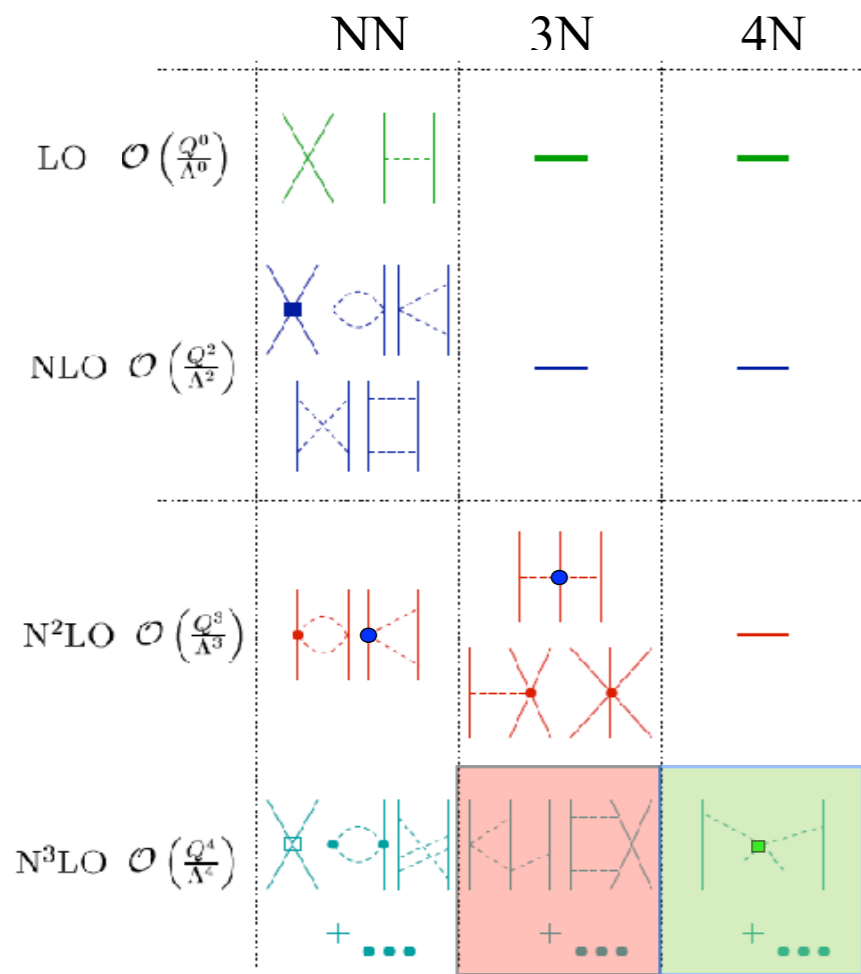 NN 3N 4N
LO 𝒪(Q⁰/Λ⁰)
NLO 𝒪(Q²/Λ²)
N²LO 𝒪(Q³/Λ³)
N³LO 𝒪(Q⁴/Λ⁴)
+ ... + ... + ...